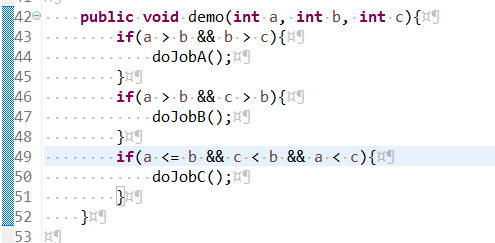 42 public void demo(int a, int b, int c){
43 if(a > b && b > c){
44 doJobA();
45 }
46 if(a > b && c > b){
47 doJobB();
48 }
49 if(a <= b && c < b && a < c){
50 doJobC();
51 }
52 }
53